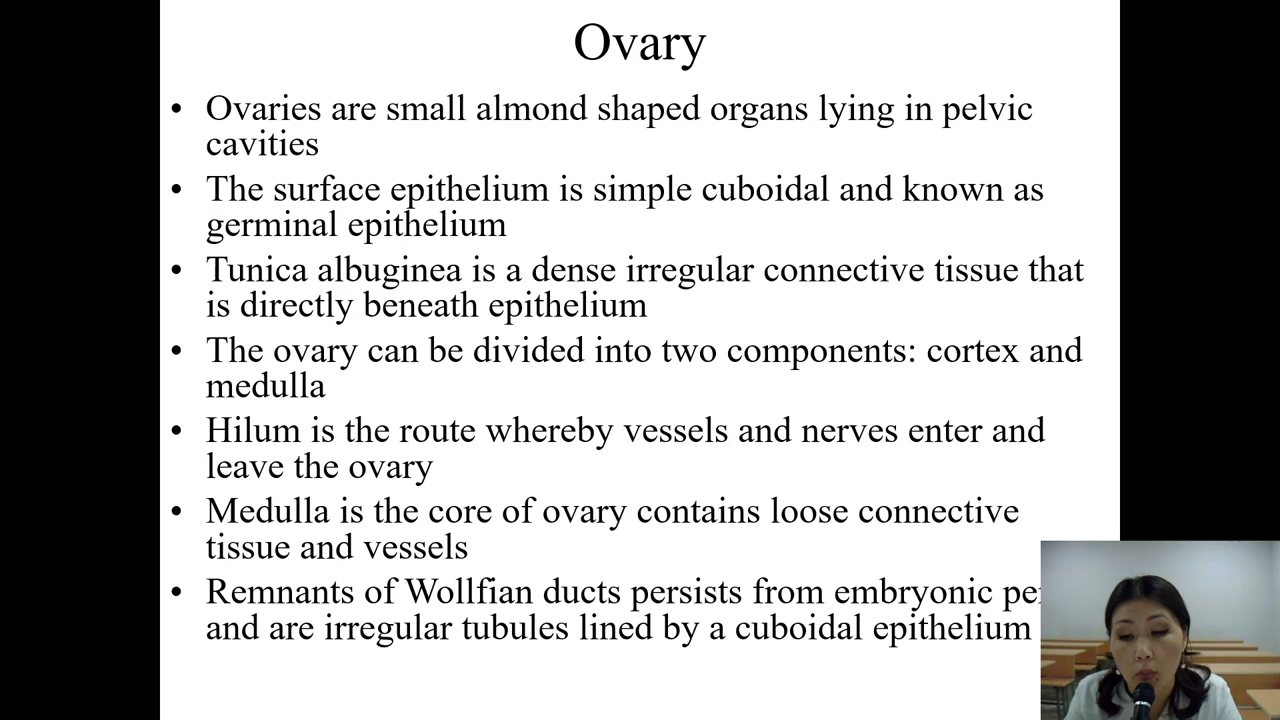 Ovary
• Ovaries are small almond shaped organs lying in pelvic
cavities
• The surface epithelium is simple cuboidal and known as
germinal epithelium
• Tunica albuginea is a dense irregular connective tissue that
is directly beneath epithelium
• The ovary can be divided into two components: cortex and
medulla
• Hilum is the route whereby vessels and nerves enter and
leave the ovary
• Medulla is the core of ovary contains loose connective
tissue and vessels
• Remnants of Wollfian ducts persists from embryonic
and are irregular tubules lined by a cuboidal epithelium